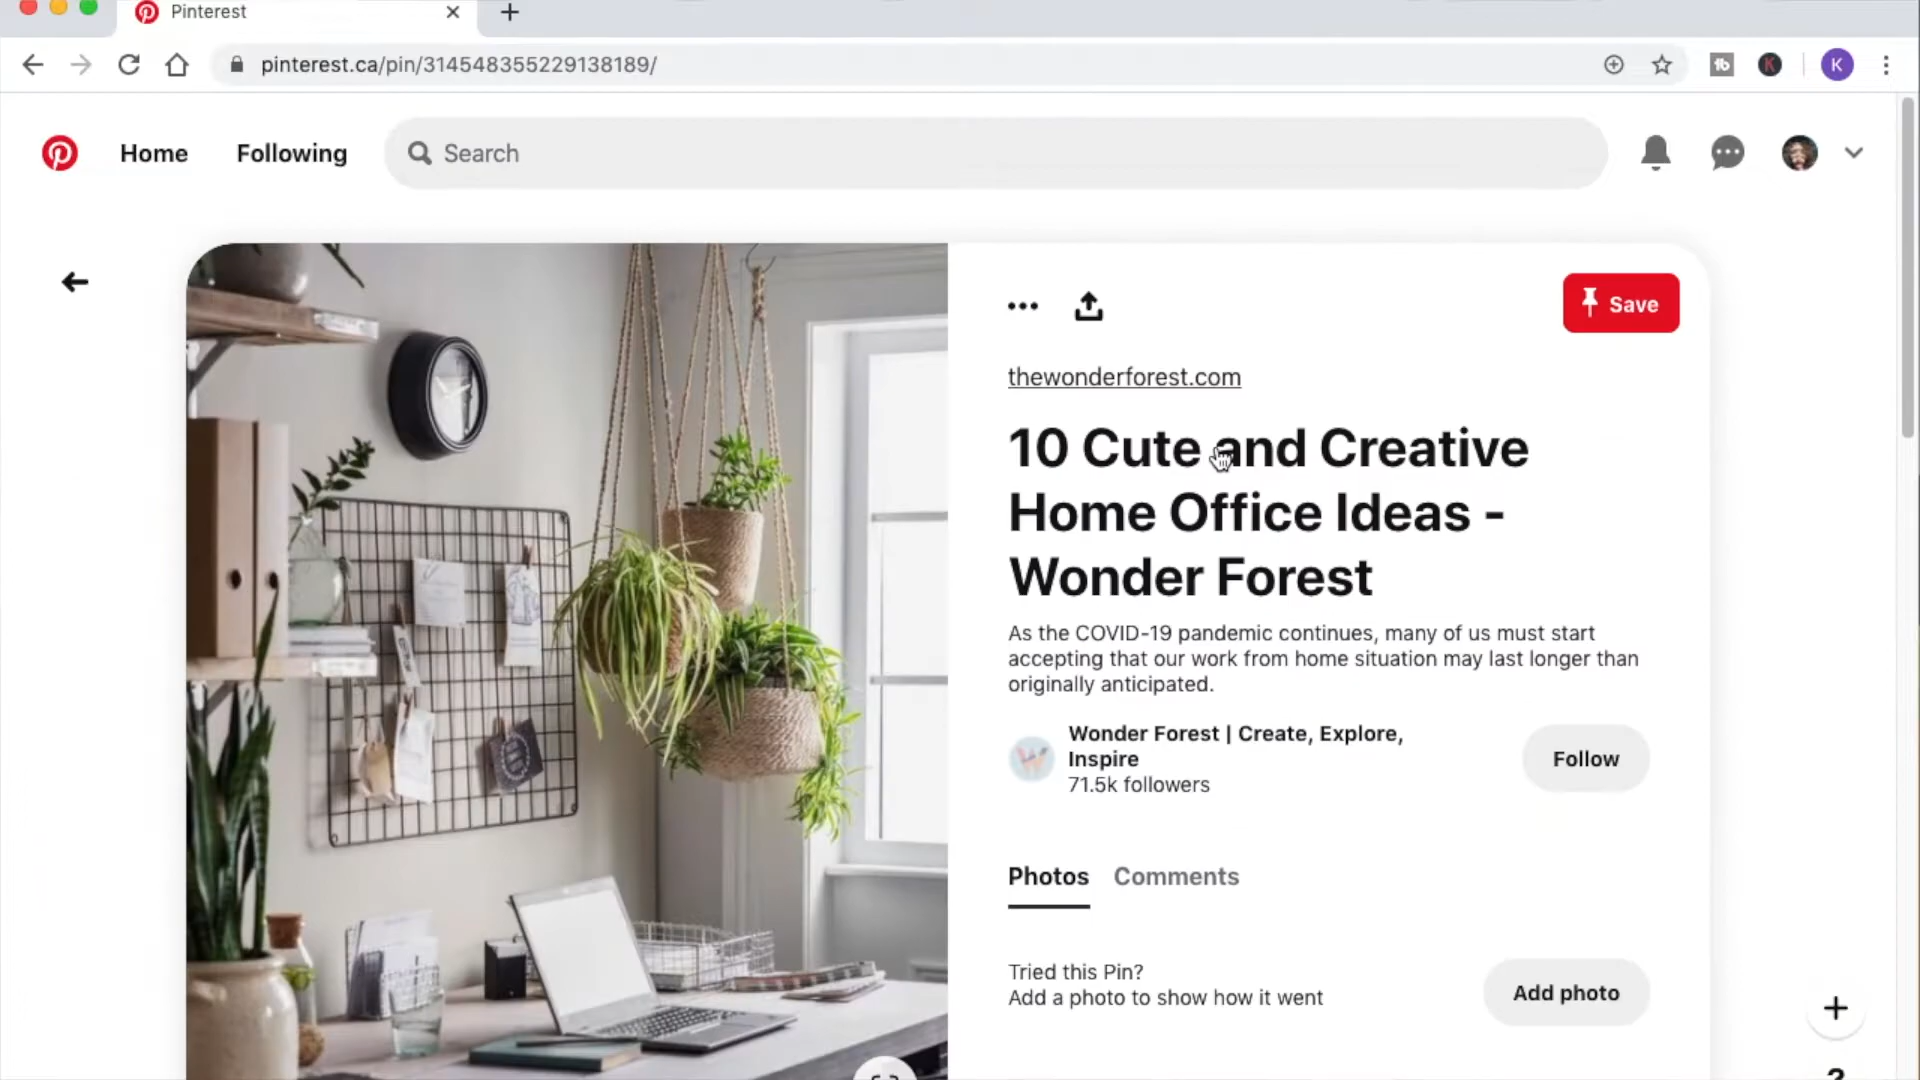 Pinterest
pinterest.ca/pin/314548355229138189/
K
K
Home
Following
Search
Save
thewonderforest.com
10 Cute and Creative
Home Office Ideas -
Wonder Forest
As the COVID-19 pandemic continues, many of us must start
accepting that our work from home situation may last longer than
originally anticipated.
Wonder Forest | Create, Explore,
Inspire
71.5k followers
Follow
Photos
Comments
Tried this Pin?
Add a photo to show how it went
Add photo